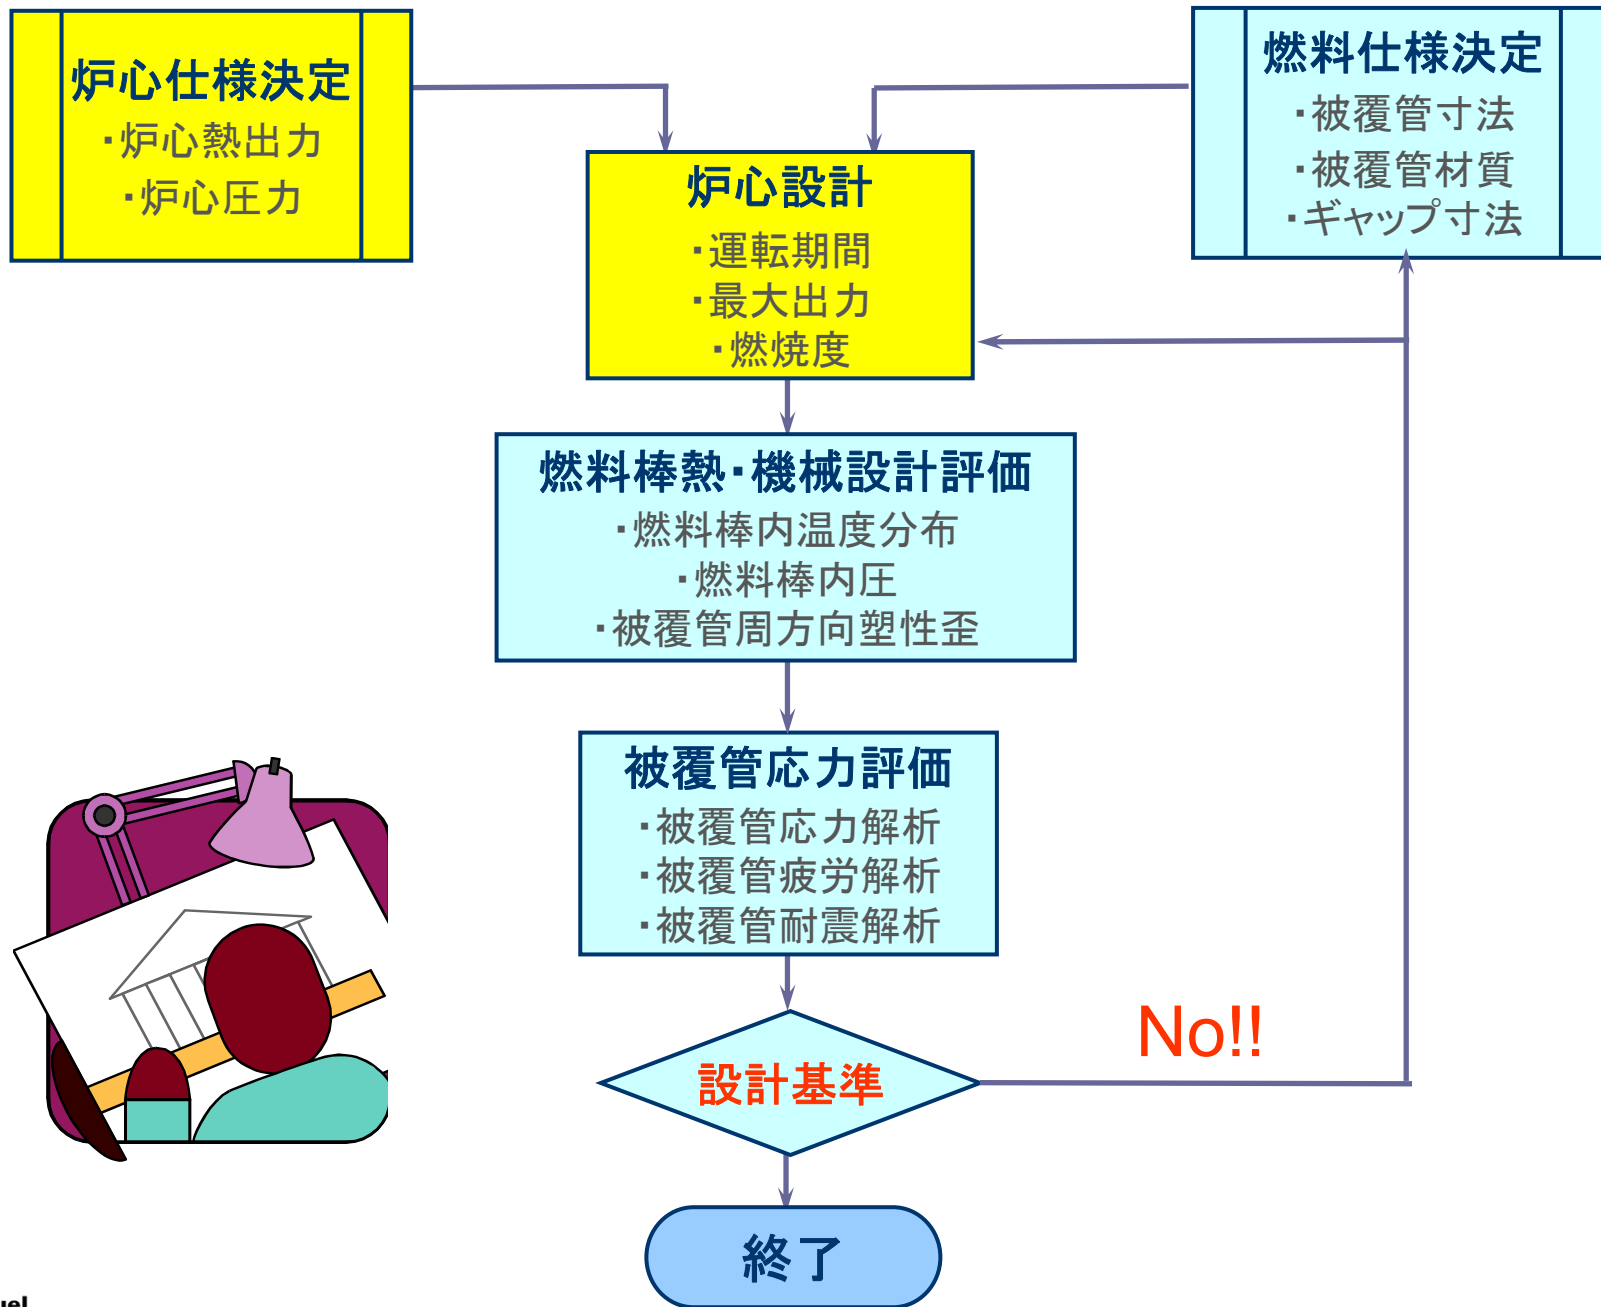 炉心仕様決定
・炉心熱出力
・炉心圧力
燃料仕様決定
・被覆管寸法
・被覆管材質
・ギャップ寸法
炉心設計
・運転期間
・最大出力
・燃焼度
燃料棒熱・機械設計評価
・燃料棒内温度分布
・燃料棒内圧
・被覆管周方向塑性歪
被覆管応力評価
・被覆管応力解析
・被覆管疲労解析
・被覆管耐震解析
設計基準
No!!
終了